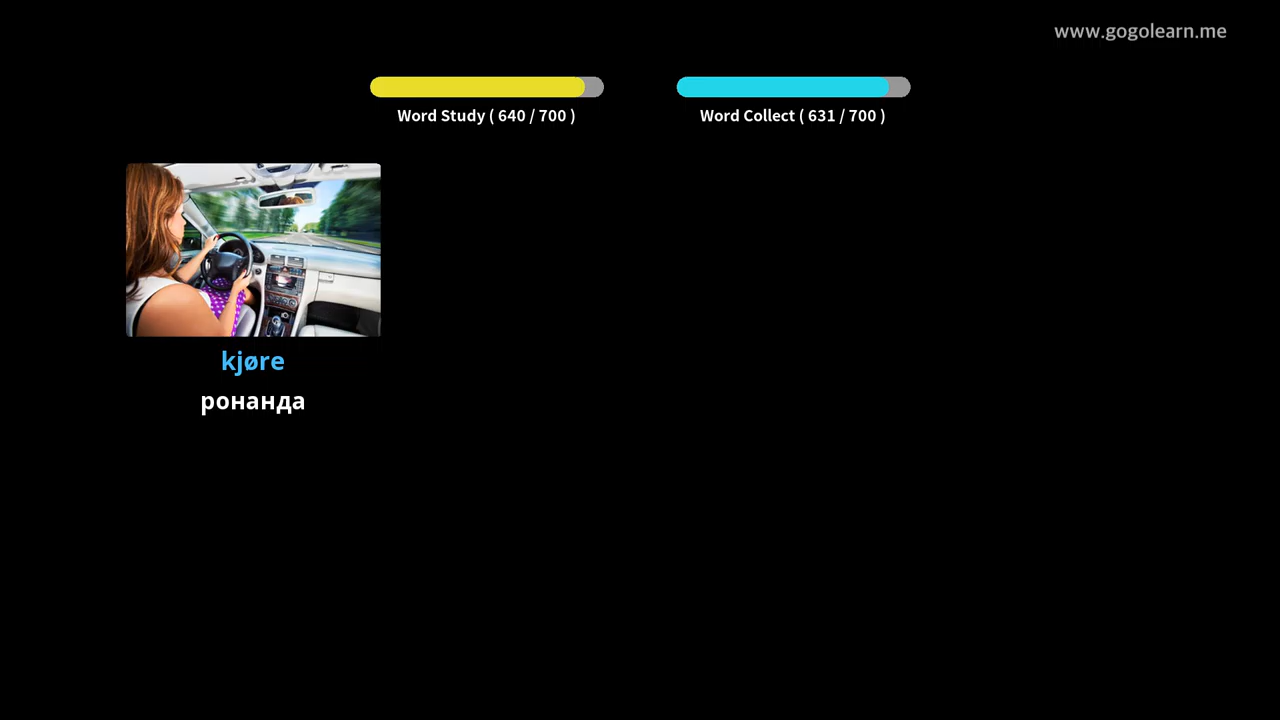 www.gogolearn.me
Word Study ( 640 / 700 )
Word Collect ( 631 / 700 )
kjøre
ронанда